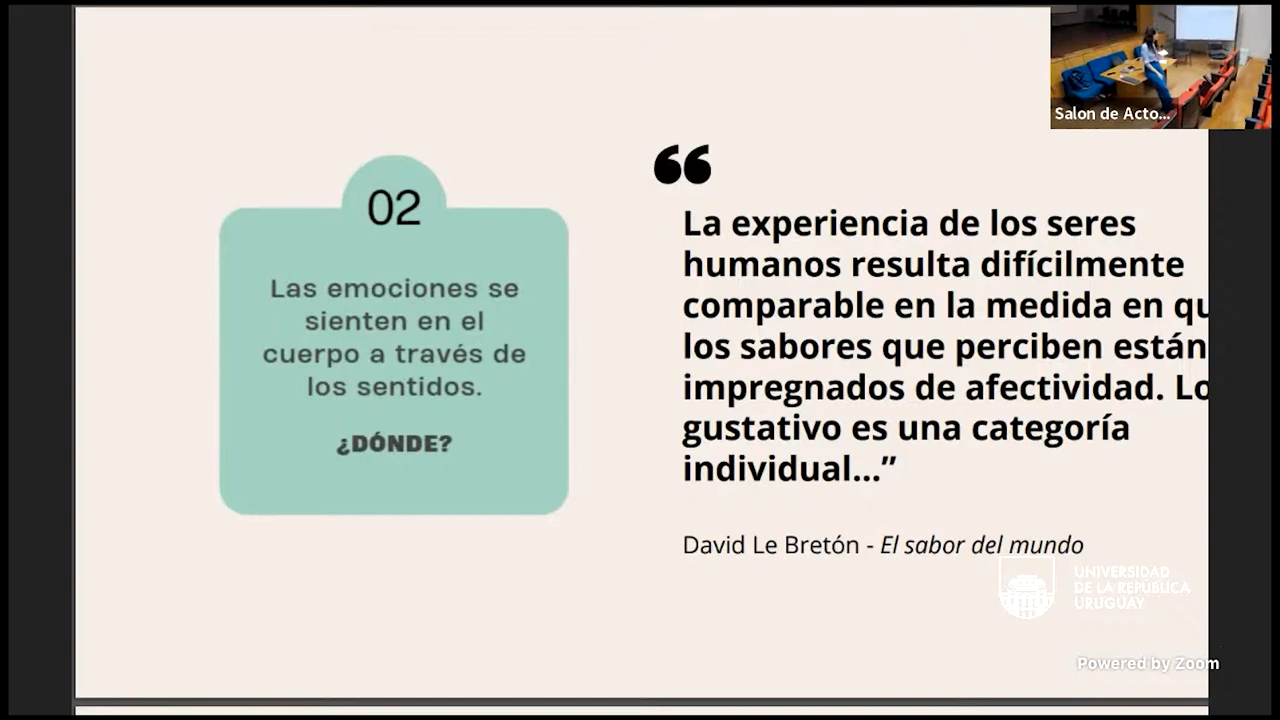 Salon de Acto...
02
Las emociones se
sienten en el
cuerpo a través de
los sentidos.
¿DÓNDE?
“
La experiencia de los seres
humanos resulta difícilmente
comparable en la medida en qu
los sabores que perciben están
impregnados de afectividad. Lo
gustativo es una categoría
individual...”
David Le Bretón - El sabor del mundo
UNIVERSIDAD
DE LA REPÚBLICA
URUGUAY
Powered by Zoom